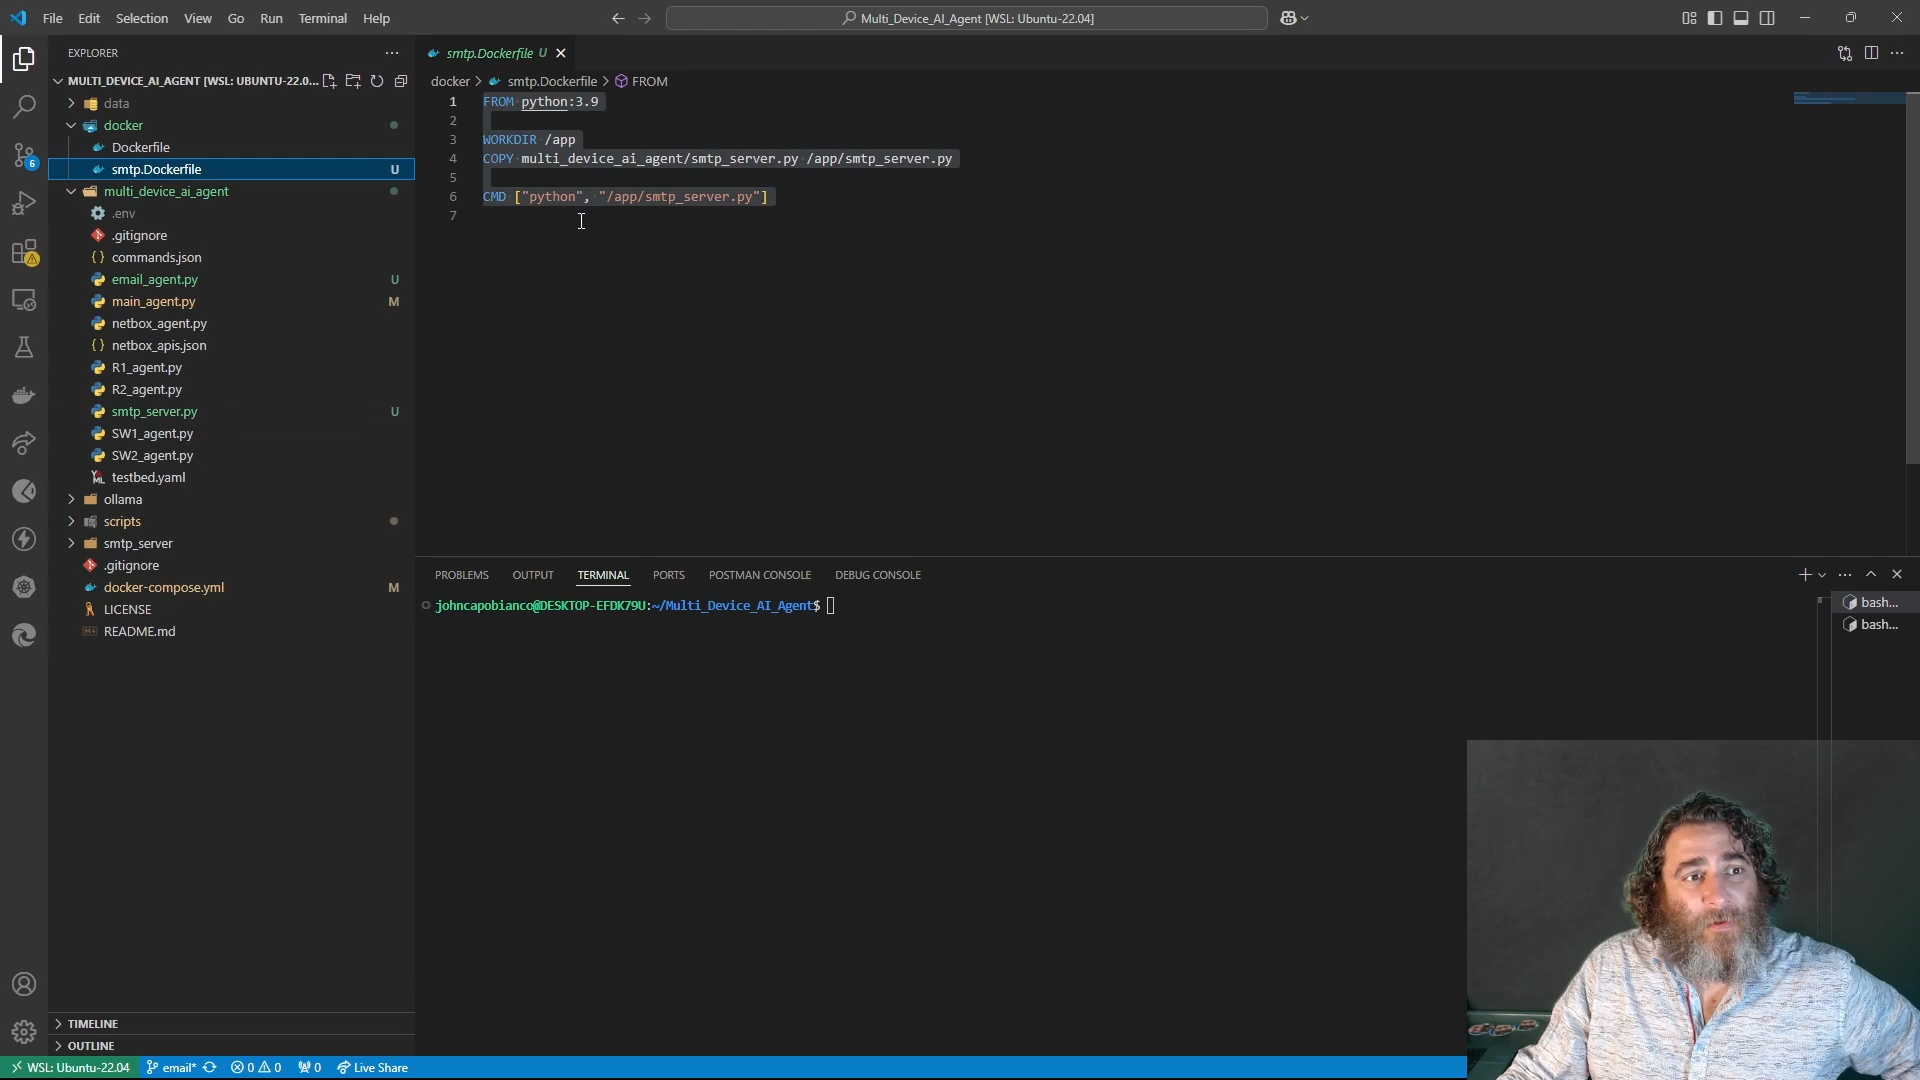 File Edit Selection View Go Run Terminal Help
Multi_Device_AI_Agent [WSL: Ubuntu-22.04]
EXPLORER
MULTI_DEVICE_AI_AGENT [WSL: UBUNTU-22.0...
data
docker
Dockerfile
smtp.Dockerfile U
multi_device_ai_agent
.env
.gitignore
commands.json
email_agent.py U
main_agent.py M
netbox_agent.py
netbox_apis.json
R1_agent.py
R2_agent.py
smtp_server.py U
SW1_agent.py
SW2_agent.py
testbed.yaml
ollama
scripts
smtp_server
.gitignore
docker-compose.yml M
LICENSE
README.md
TIMELINE
OUTLINE
smtp.Dockerfile U
docker > smtp.Dockerfile > FROM
1 FROM python:3.9
2
3 WORKDIR /app
4 COPY multi_device_ai_agent/smtp_server.py /app/smtp_server.py
5
6 CMD ["python", "/app/smtp_server.py"]
7
PROBLEMS OUTPUT TERMINAL PORTS POSTMAN CONSOLE DEBUG CONSOLE
johncapobianco@DESKTOP-EFDK79U:~/Multi_Device_AI_Agent$
bash...
bash...
6
WSL: Ubuntu-22.04 email* 0 0 0 Live Share